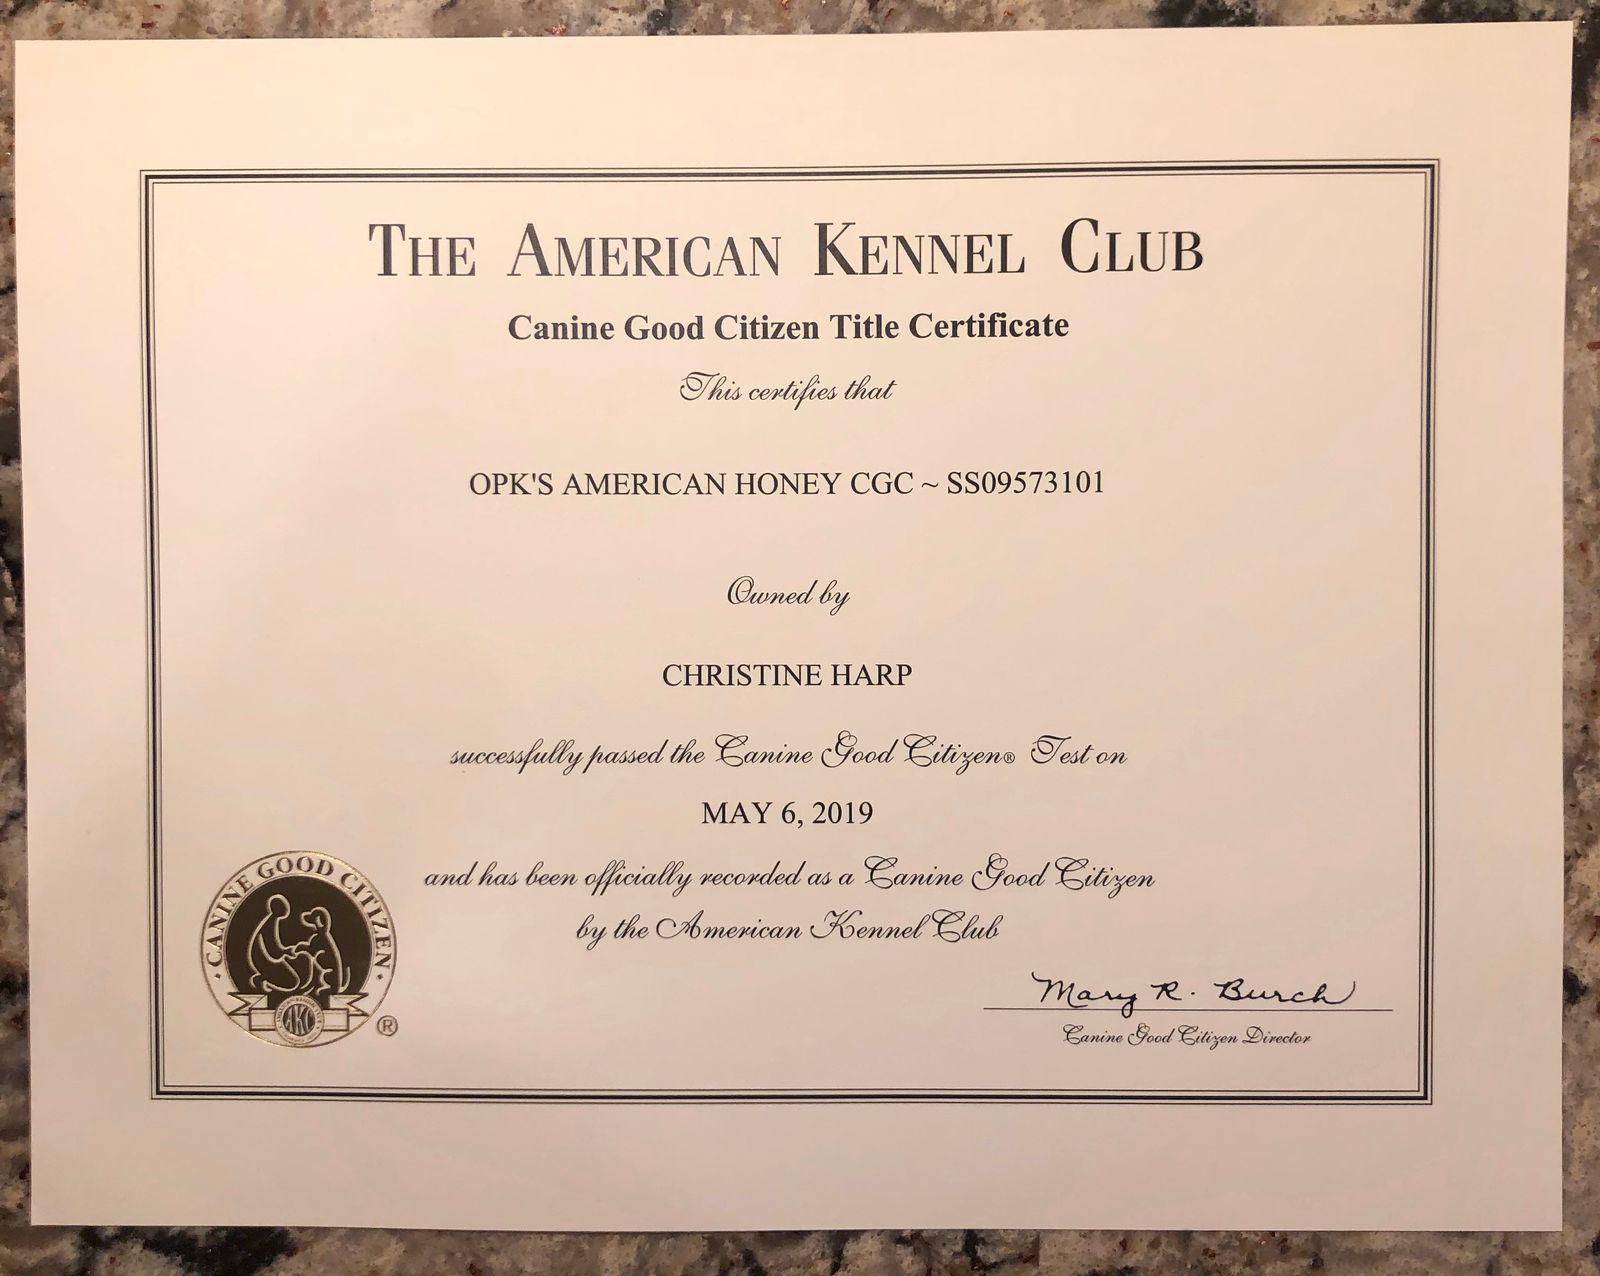 THE AMERICAN KENNEL CLUB
Canine Good Citizen Title Certificate
This certifies that
OPK'S AMERICAN HONEY CGC ~ SS09573101
Owned by
CHRISTINE HARP
successfully passed the Canine Good Citizen® Test on
MAY 6, 2019
and has been officially recorded as a Canine Good Citizen
by the American Kennel Club
· CANINE GOOD CITIZEN ·
AKC
®
Mary R. Burch
Canine Good Citizen Director